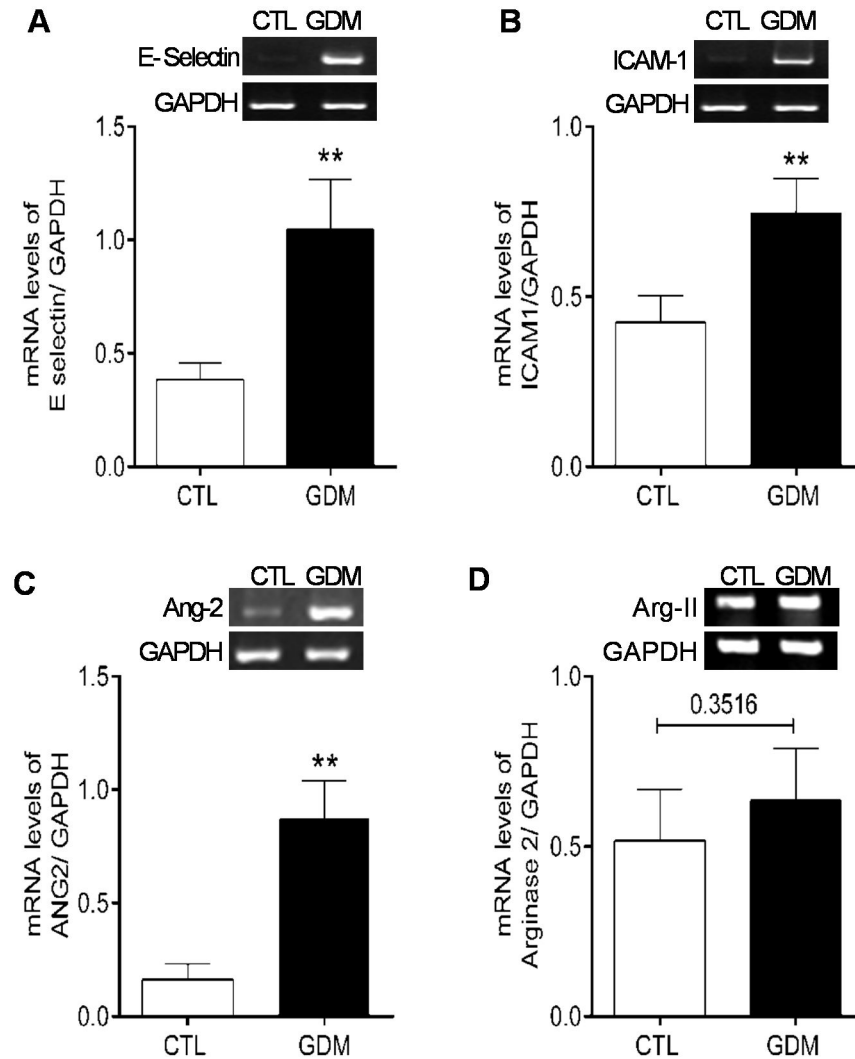 A
CTL GDM
E-Selectin
GAPDH
mRNA levels of
E selectin/ GAPDH
1.5
1.0
0.5
0.0
**
CTL GDM
B
CTL GDM
ICAM-1
GAPDH
mRNA levels of
ICAM1/GAPDH
1.0
0.5
0.0
**
CTL GDM
C
CTL GDM
Ang-2
GAPDH
mRNA levels of
ANG2/ GAPDH
1.5
1.0
0.5
0.0
**
CTL GDM
D
CTL GDM
Arg-II
GAPDH
mRNA levels of
Arginase 2/ GAPDH
1.0
0.5
0.0
0.3516
CTL GDM